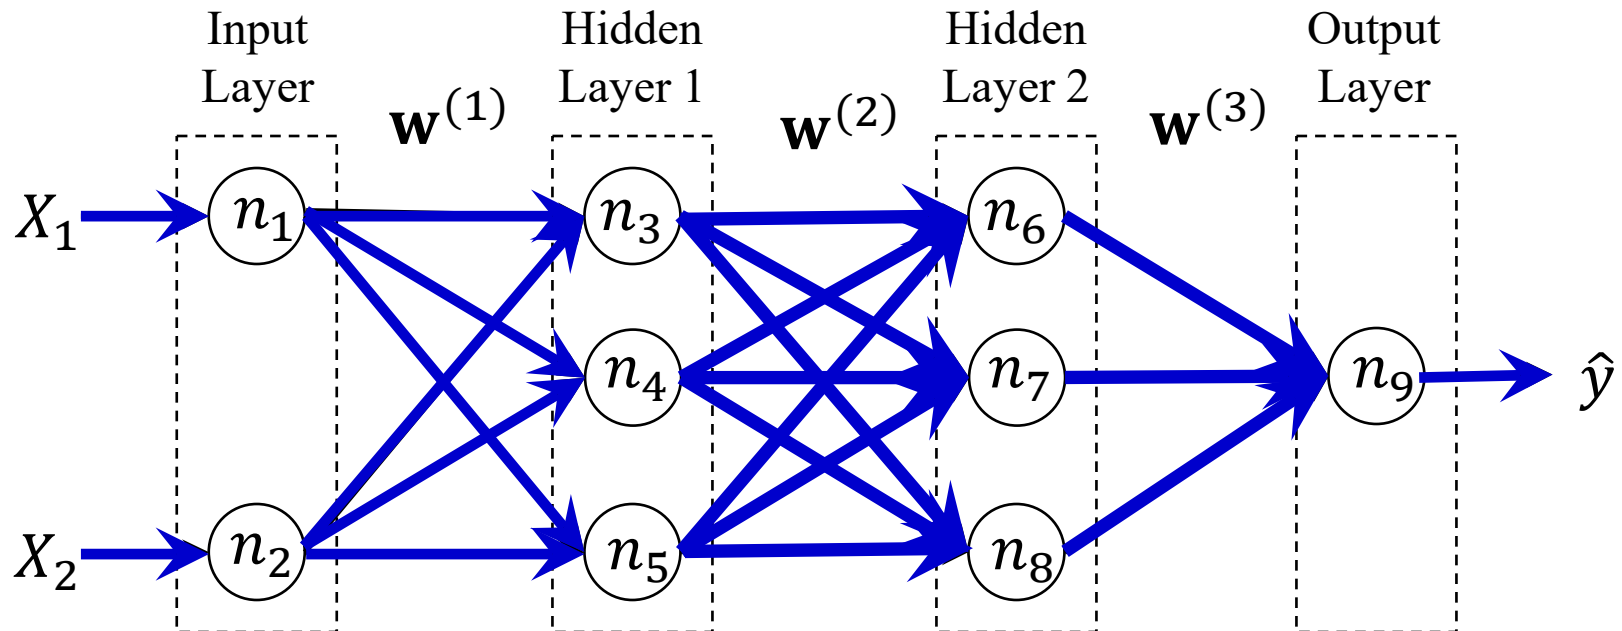 Input Layer
Hidden Layer 1
Hidden Layer 2
Output Layer
𝐰⁽¹⁾
𝐰⁽²⁾
𝐰⁽³⁾
X₁
n₁
n₃
n₆
n₄
n₇
n₉
ŷ
X₂
n₂
n₅
n₈